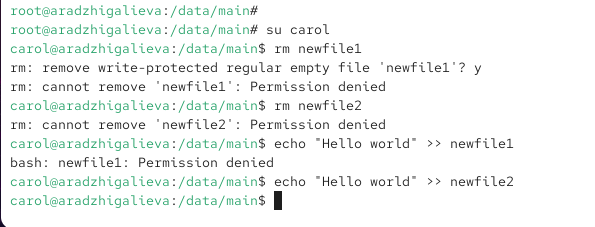 root@aradzhigalieva:/data/main#
root@aradzhigalieva:/data/main# su carol
carol@aradzhigalieva:/data/main$ rm newfile1
rm: remove write-protected regular empty file 'newfile1'? y
rm: cannot remove 'newfile1': Permission denied
carol@aradzhigalieva:/data/main$ rm newfile2
rm: cannot remove 'newfile2': Permission denied
carol@aradzhigalieva:/data/main$ echo "Hello world" >> newfile1
bash: newfile1: Permission denied
carol@aradzhigalieva:/data/main$ echo "Hello world" >> newfile2
carol@aradzhigalieva:/data/main$